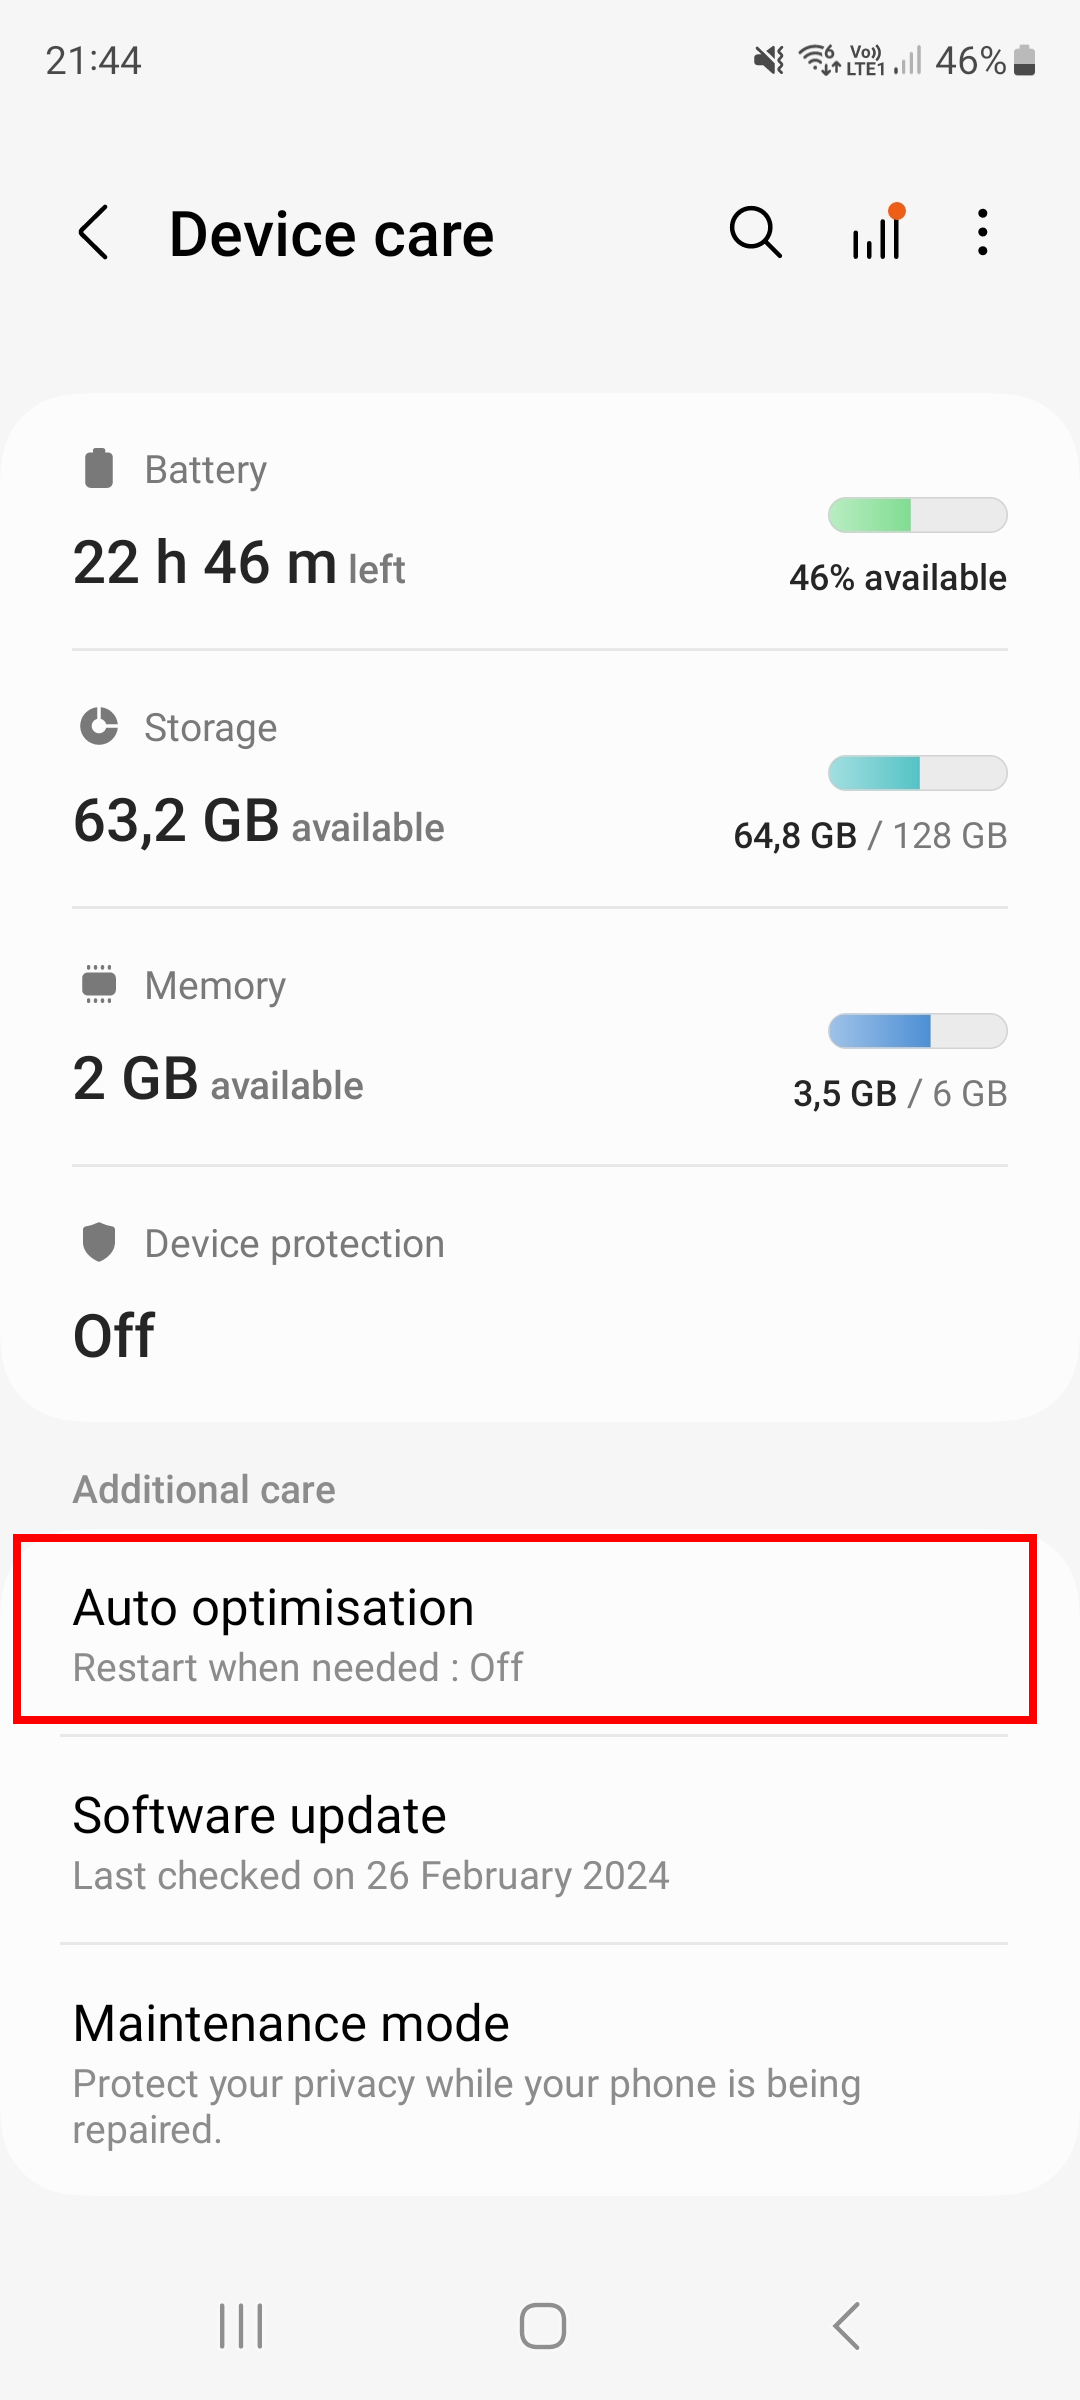 21:44
6 Vo)) LTE1 46%
Device care
Battery
22 h 46 m left
46% available
Storage
63,2 GB available
64,8 GB / 128 GB
Memory
2 GB available
3,5 GB / 6 GB
Device protection
Off
Additional care
Auto optimisation
Restart when needed : Off
Software update
Last checked on 26 February 2024
Maintenance mode
Protect your privacy while your phone is being
repaired.